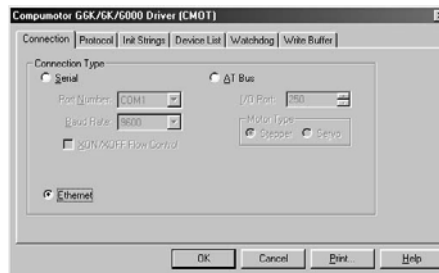 Compumotor G6K/6K/6000 Driver (CMOT)
Connection Protocol Init Strings Device List Watchdog Write Buffer
Connection Type
Serial
AT Bus
Port Number: COM1
I/O Port: 250
Baud Rate: 9600
Motor Type
Stepper Servo
XON/XOFF Flow Control
Ethernet
OK Cancel Print... Help